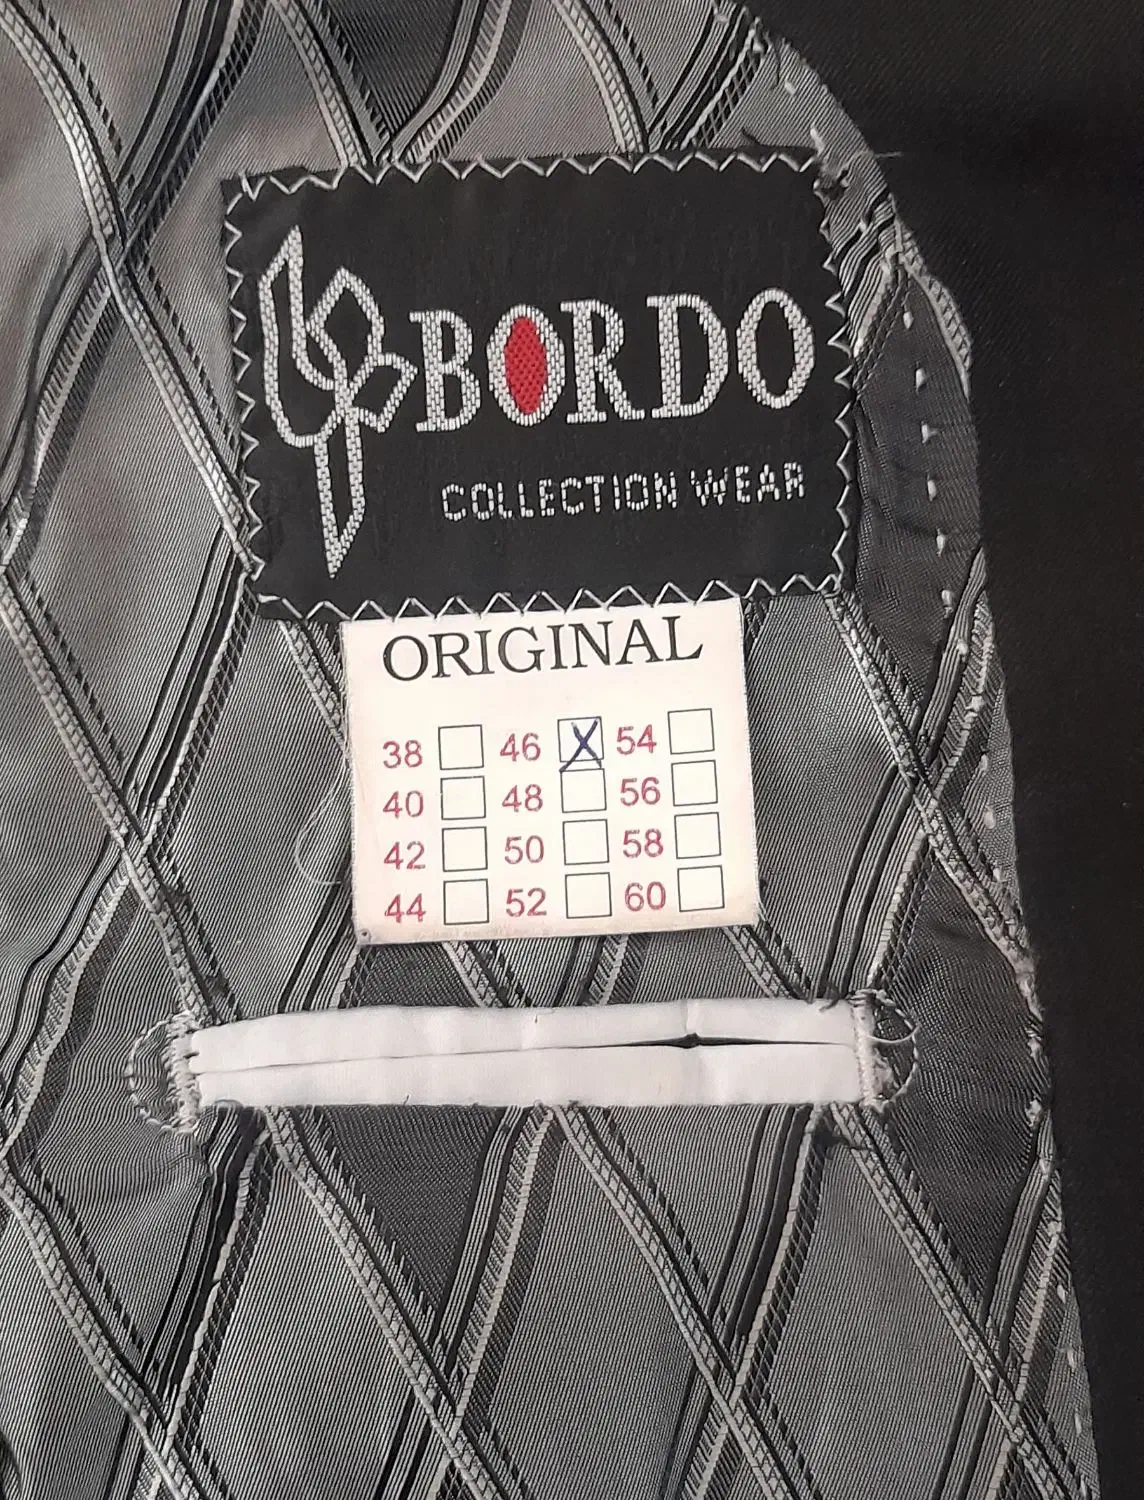 BORDO
COLLECTION WEAR
ORIGINAL
38 46 X 54
40 48 56
42 50 58
44 52 60